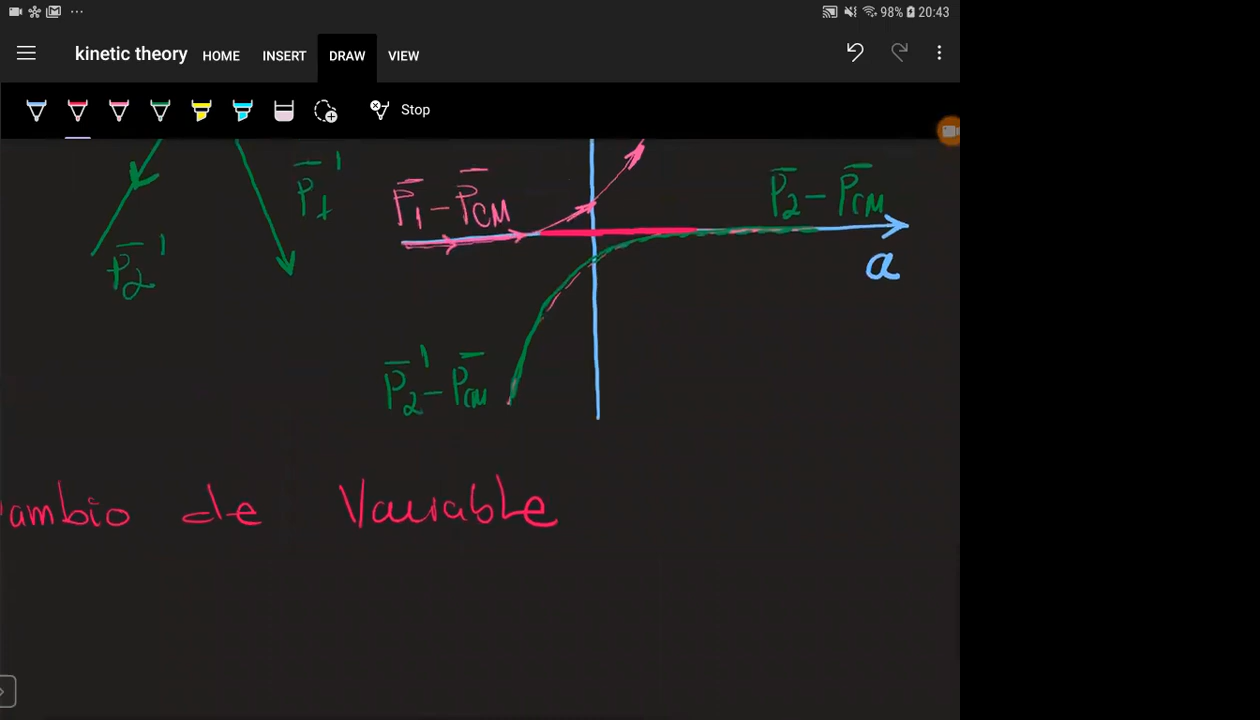 98% 20:43
kinetic theory HOME INSERT DRAW VIEW
Stop
P̅₁'
P̅₁ - P̅CM
P̅₂ - P̅CM
P̅₂'
a
P̅₂' - P̅CM
ambio de Variable